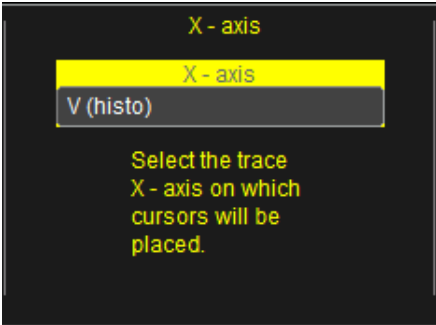 X - axis
X - axis
V (histo)
Select the trace
X - axis on which
cursors will be
placed.